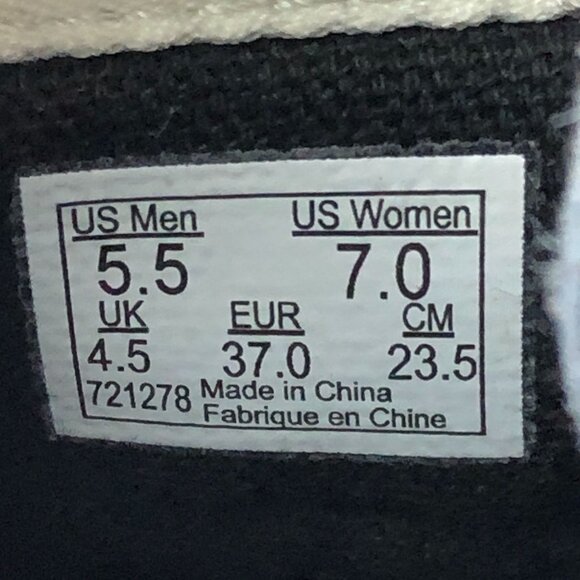 US Men US Women
5.5 7.0
UK EUR CM
4.5 37.0 23.5
721278 Made in China
Fabrique en Chine